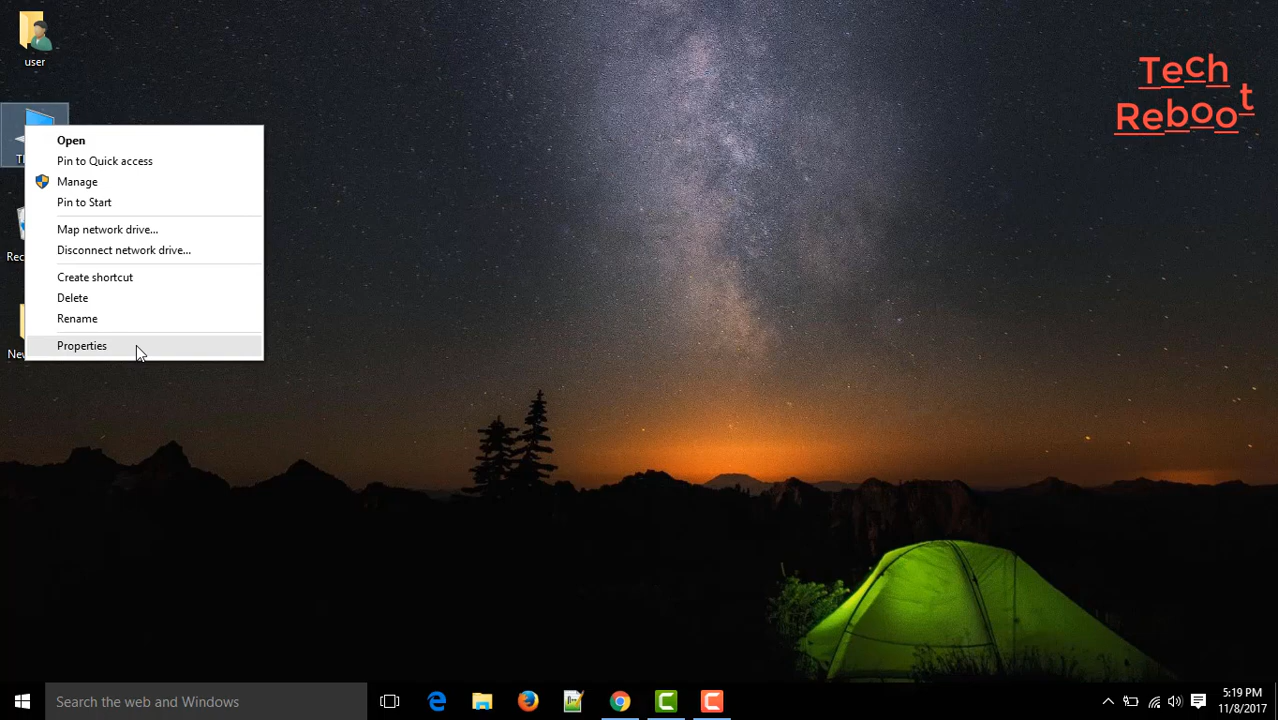 user
Tech
Reboot
Open
Pin to Quick access
Manage
Pin to Start
Map network drive...
Disconnect network drive...
Create shortcut
Delete
Rename
Properties
Search the web and Windows
5:19 PM
11/8/2017